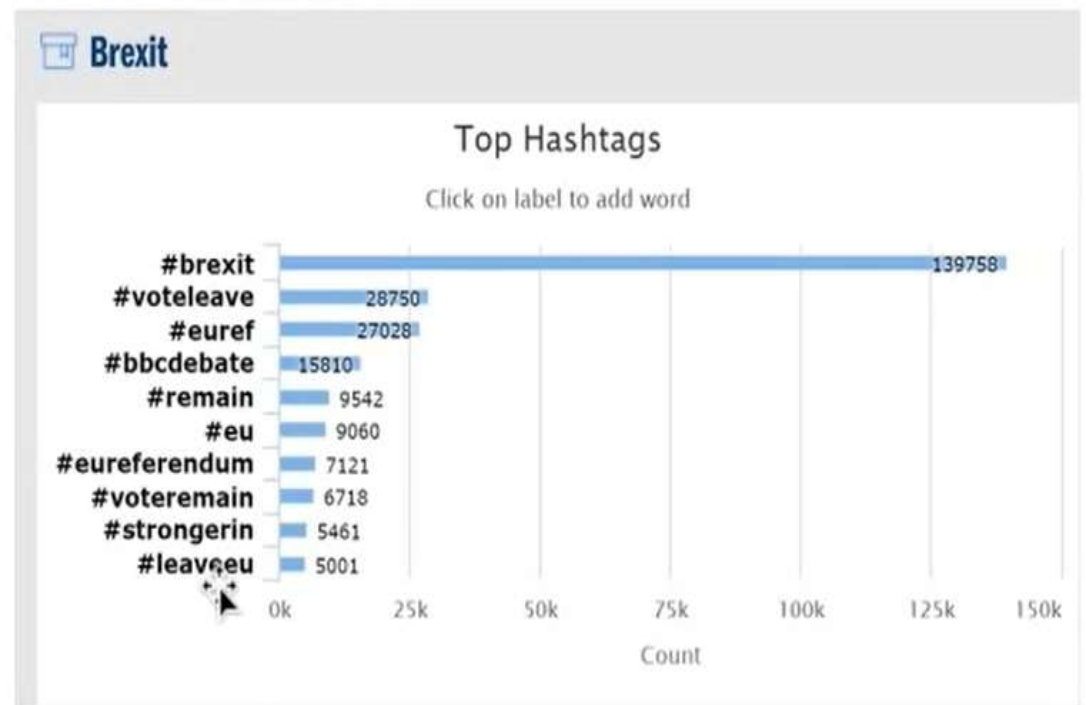 Brexit
Top Hashtags
Click on label to add word
#brexit 139758
#voteleave 28750
#euref 27028
#bbcdebate 15810
#remain 9542
#eu 9060
#eureferendum 7121
#voteremain 6718
#strongerin 5461
#leaveeu 5001
0k 25k 50k 75k 100k 125k 150k
Count